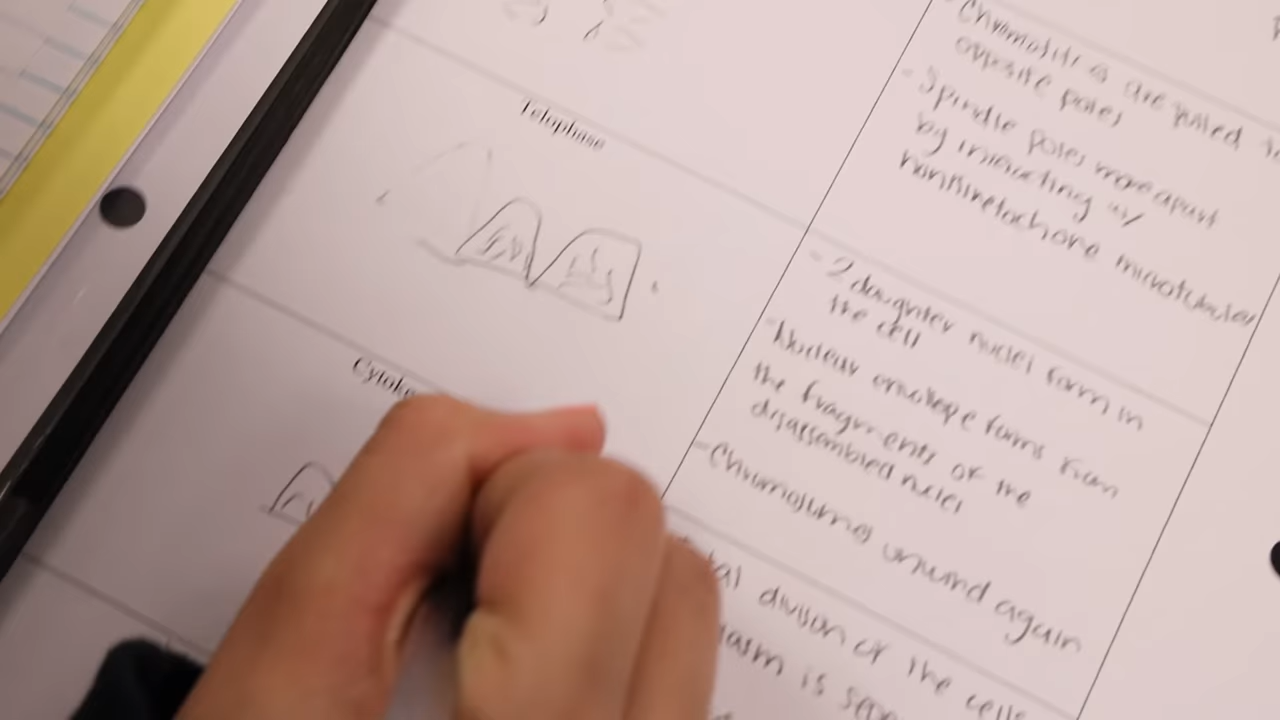 Chromatids are pulled to
opposite poles
- Spindle poles move apart
by interacting w/
nonkinetochore microtubules
Telophase
- 2 daughter nuclei form in
the cell
- Nuclear envelope forms from
the fragments of the
disassembled nuclei
- Chromosomes unwind again
division of the cells
is